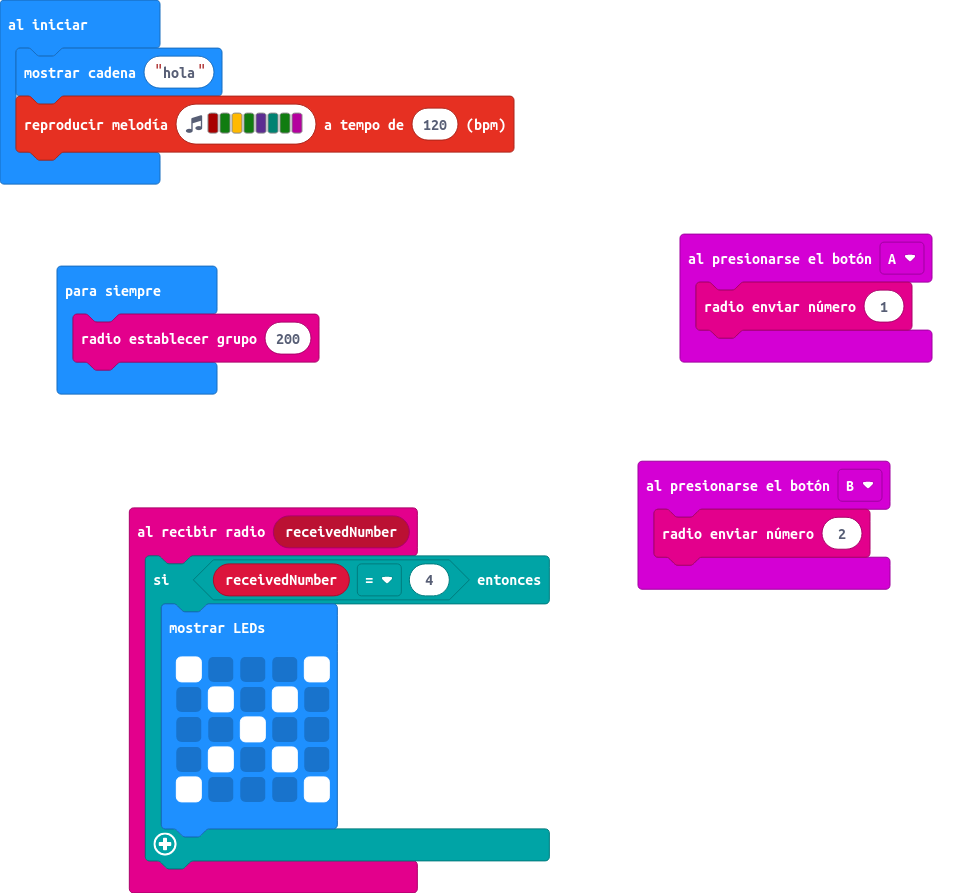 al iniciar
mostrar cadena "hola"
reproducir melodía a tempo de 120 (bpm)
al presionarse el botón A
radio enviar número 1
para siempre
radio establecer grupo 200
al presionarse el botón B
radio enviar número 2
al recibir radio receivedNumber
si receivedNumber = 4 entonces
mostrar LEDs